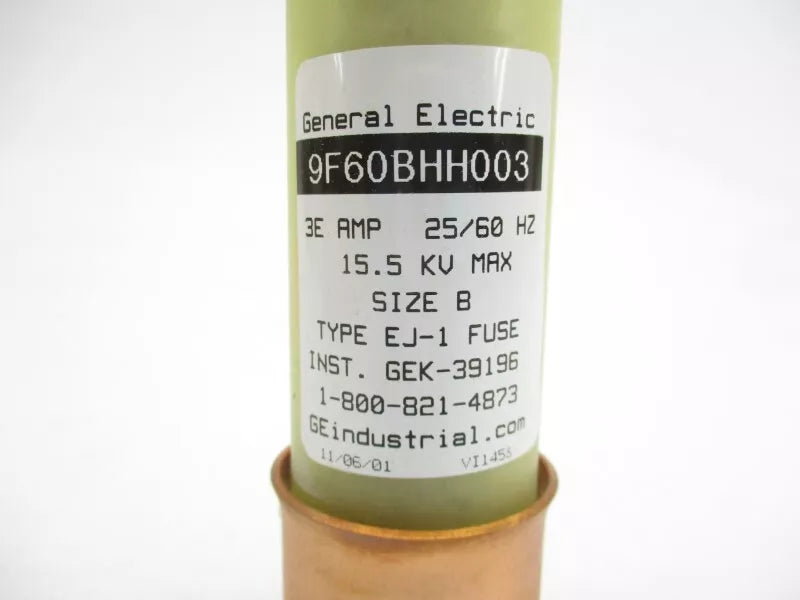 General Electric
9F60BHH003
3E AMP 25/60 HZ
15.5 KV MAX
SIZE B
TYPE EJ-1 FUSE
INST. GEK-39196
1-800-821-4873
GEindustrial.com
11/06/01 VI1458